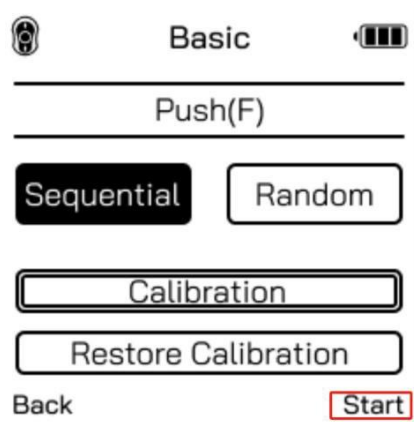 Basic
Push(F)
Sequential Random
Calibration
Restore Calibration
Back Start